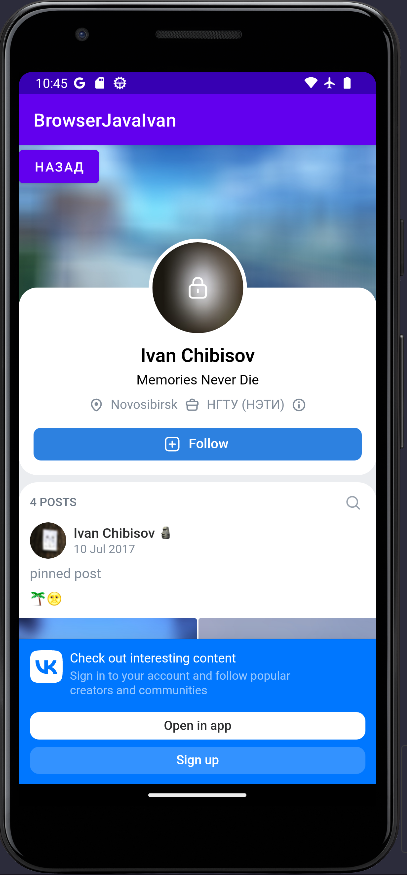 10:45
BrowserJavaIvan
НАЗАД
Ivan Chibisov
Memories Never Die
Novosibirsk НГТУ (НЭТИ)
Follow
4 POSTS
Ivan Chibisov
10 Jul 2017
pinned post
Check out interesting content
Sign in to your account and follow popular
creators and communities
Open in app
Sign up